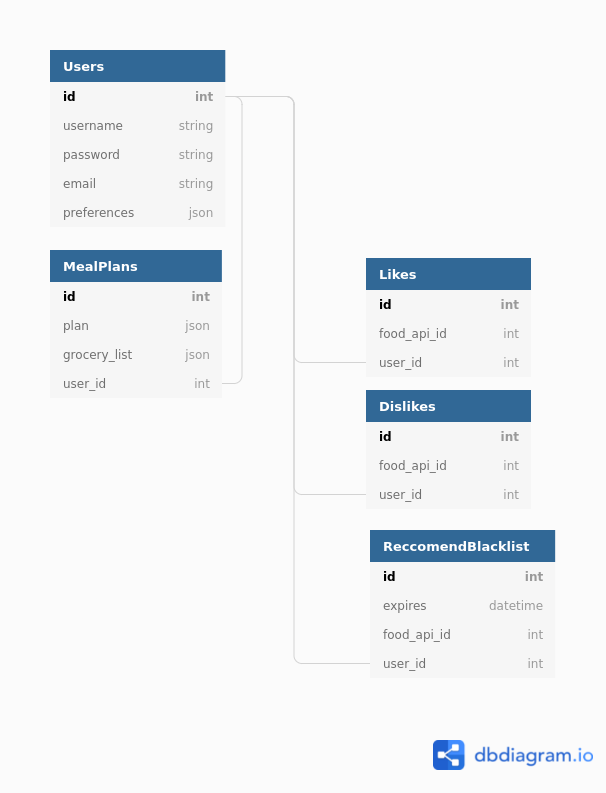 Users
id int
username string
password string
email string
preferences json
MealPlans
id int
plan json
grocery_list json
user_id int
Likes
id int
food_api_id int
user_id int
Dislikes
id int
food_api_id int
user_id int
ReccomendBlacklist
id int
expires datetime
food_api_id int
user_id int
dbdiagram.io